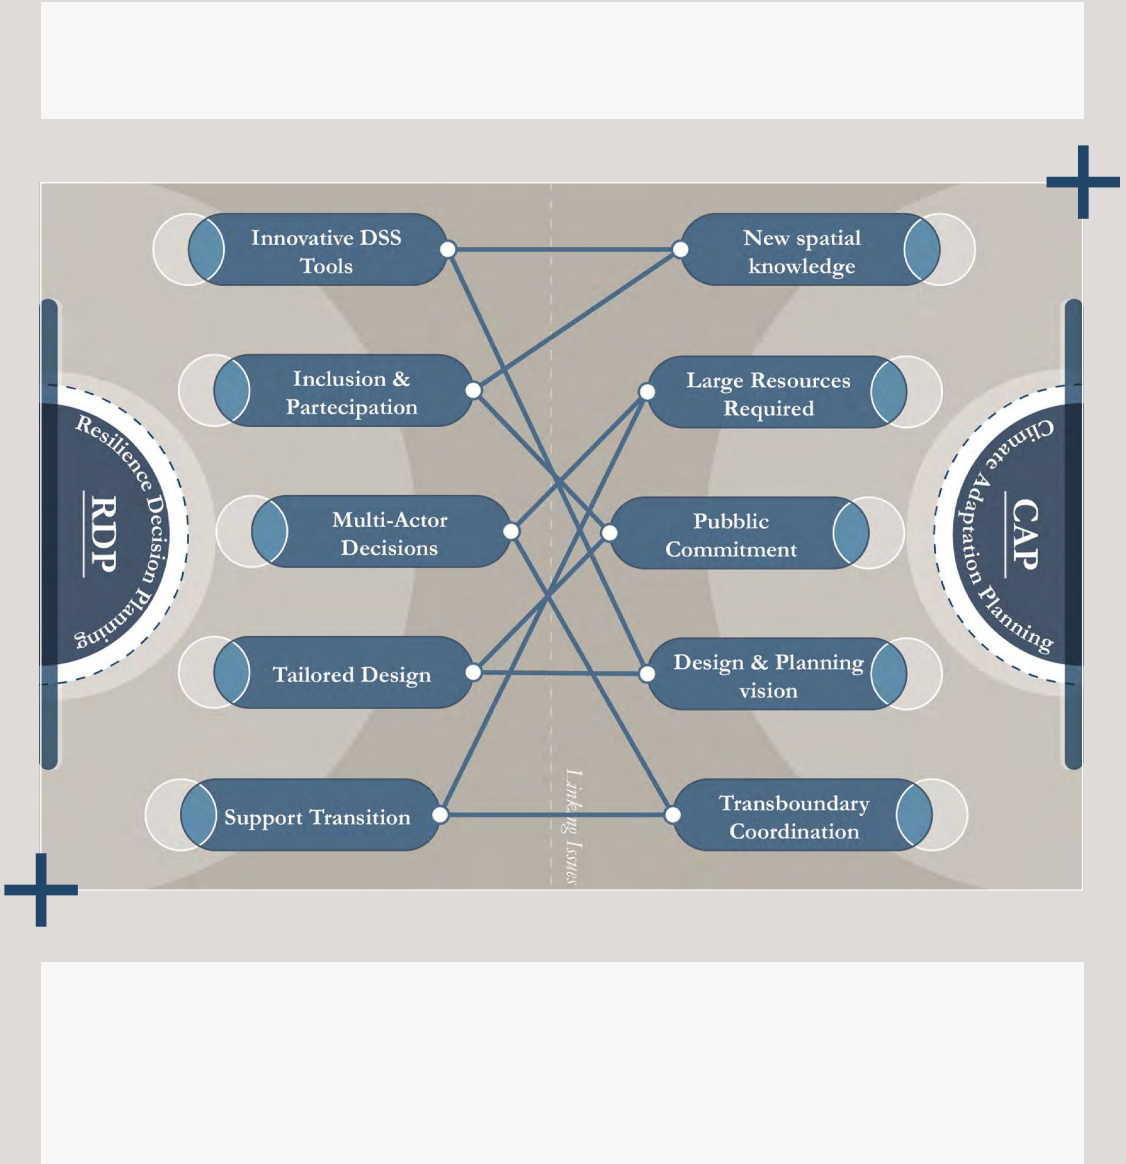 Innovative DSS
Tools
New spatial
knowledge
Inclusion &
Partecipation
Large Resources
Required
Resilience Decision Planning
RDP
Multi-Actor
Decisions
Pubblic
Commitment
CAP
Climate Adaptation Planning
Tailored Design
Design & Planning
vision
Support Transition
Transboundary
Coordination
Linking Issues